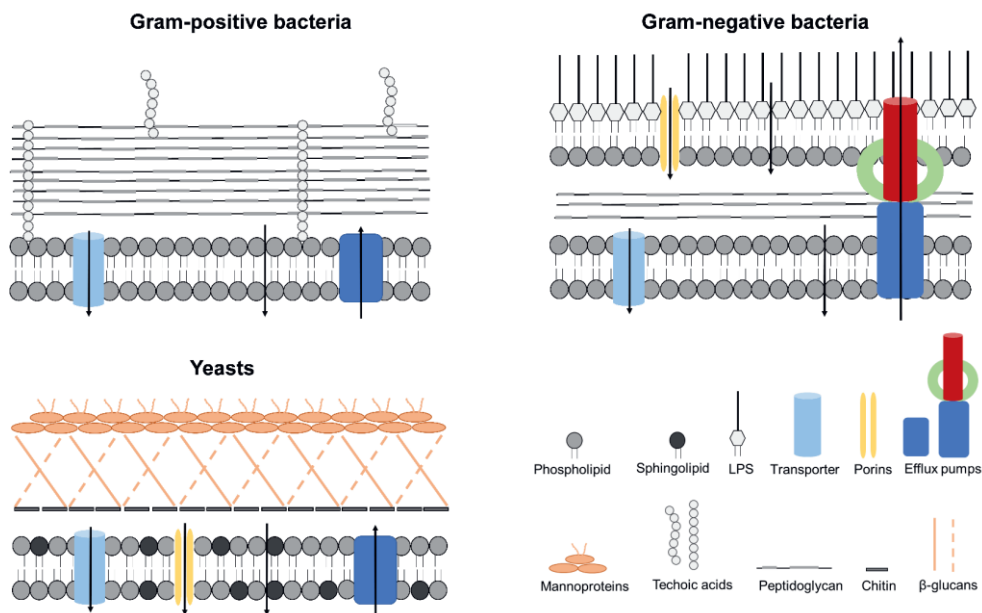 Gram-positive bacteria
Gram-negative bacteria
Yeasts
Phospholipid
Sphingolipid
LPS
Transporter
Porins
Efflux pumps
Mannoproteins
Techoic acids
Peptidoglycan
Chitin
β-glucans